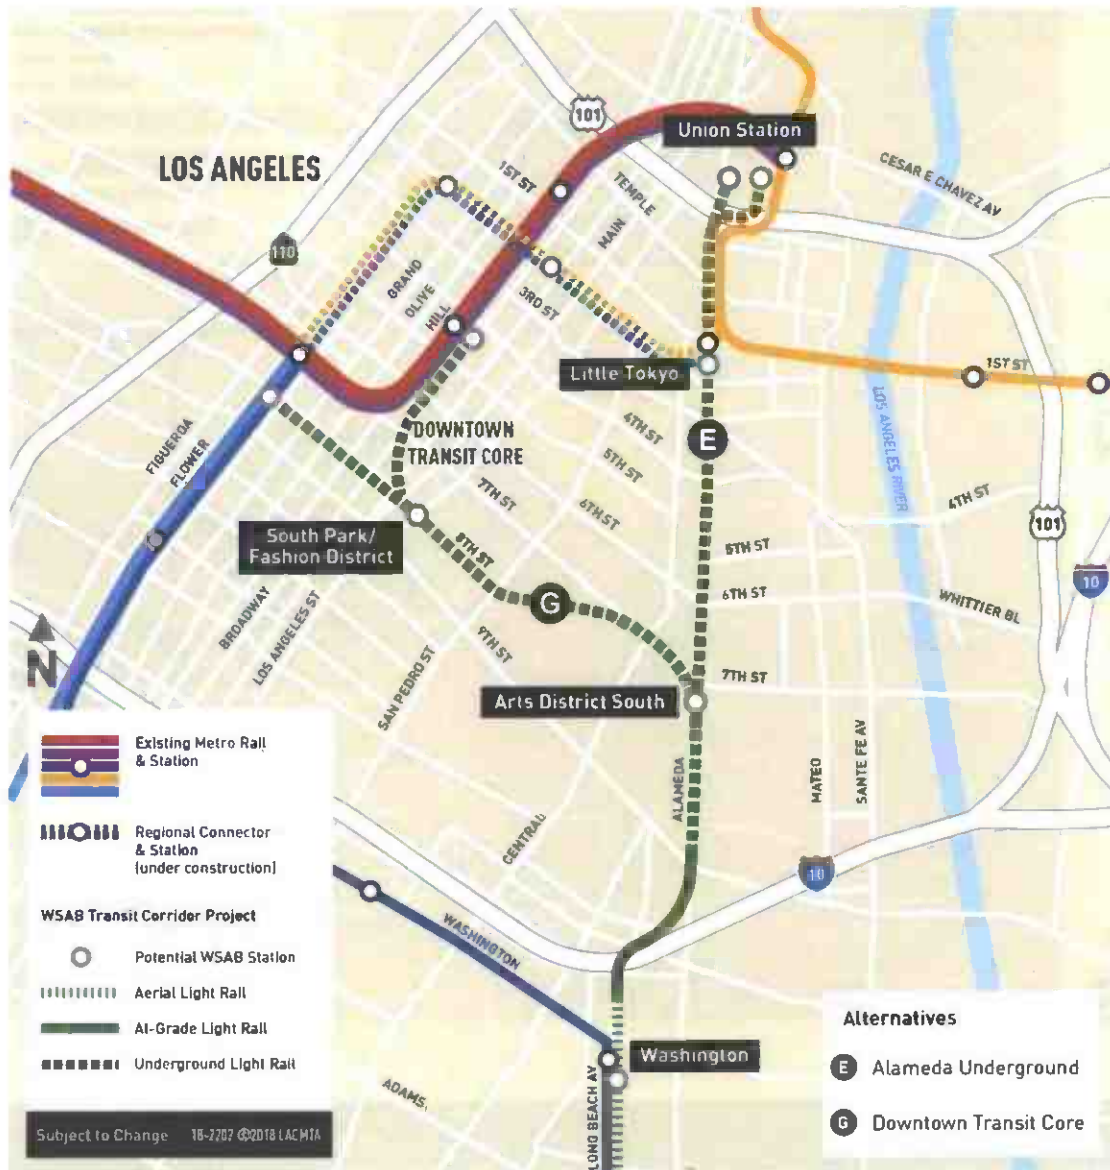 101
Union Station
LOS ANGELES
1ST ST
TEMPLE
CESAR E CHAVEZ AV
MAIN
110
GRAND
OLIVE
HILL
3RD ST
Little Tokyo
1ST ST
LOS ANGELES RIVER
FIGUEROA
FLOWER
DOWNTOWN
TRANSIT CORE
4TH ST
5TH ST
E
7TH ST
6TH ST
4TH ST
101
South Park/
Fashion District
8TH ST
5TH ST
10
G
6TH ST
WHITTIER BL
BROADWAY
LOS ANGELES ST
N
9TH ST
SAN PEDRO ST
7TH ST
Arts District South
ALAMEDA
MATEO
SANTE FE AV
CENTRAL
10
WASHINGTON
Washington
ADAMS
LONG BEACH AV
Existing Metro Rail
& Station
Regional Connector
& Station
(under construction)
WSAB Transit Corridor Project
Potential WSAB Station
Aerial Light Rail
At-Grade Light Rail
Underground Light Rail
Subject to Change 18-2202 ©2018 LACMTA
Alternatives
E Alameda Underground
G Downtown Transit Core